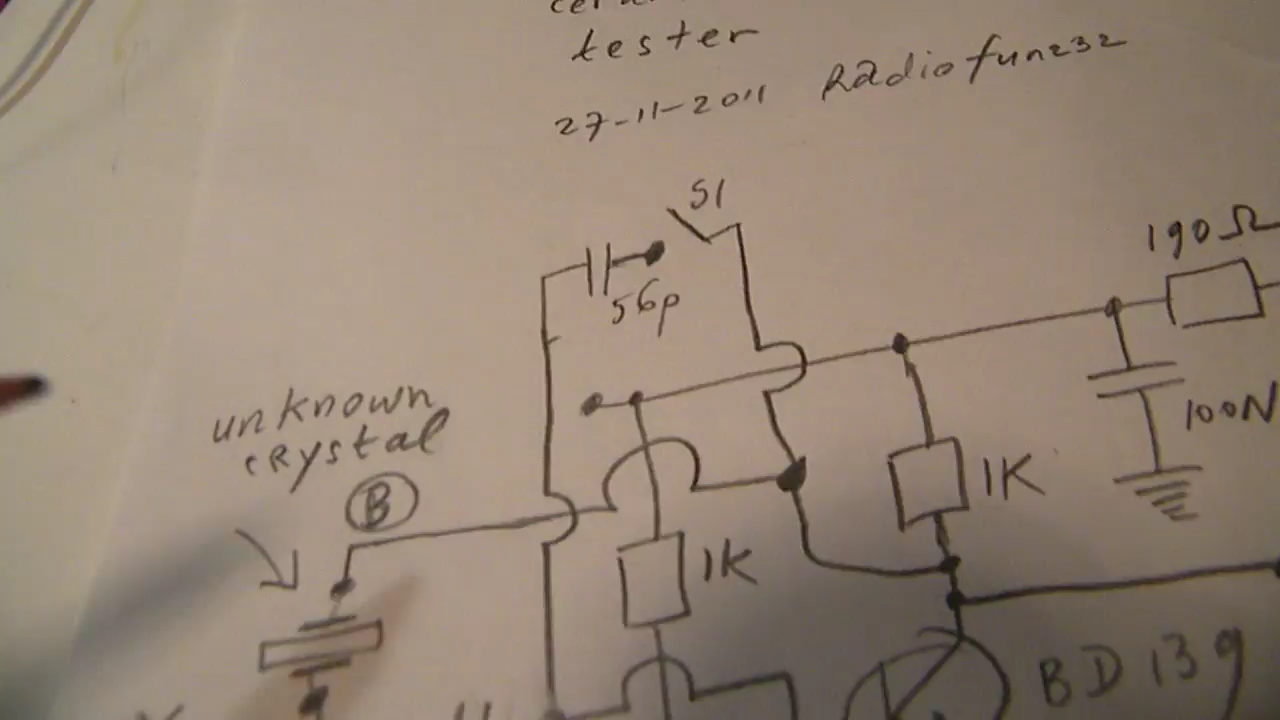 tester
27-11-2011 Radiofun232
S1
56p
190Ω
100N
unknown
crystal
B
1K
1K
BD139